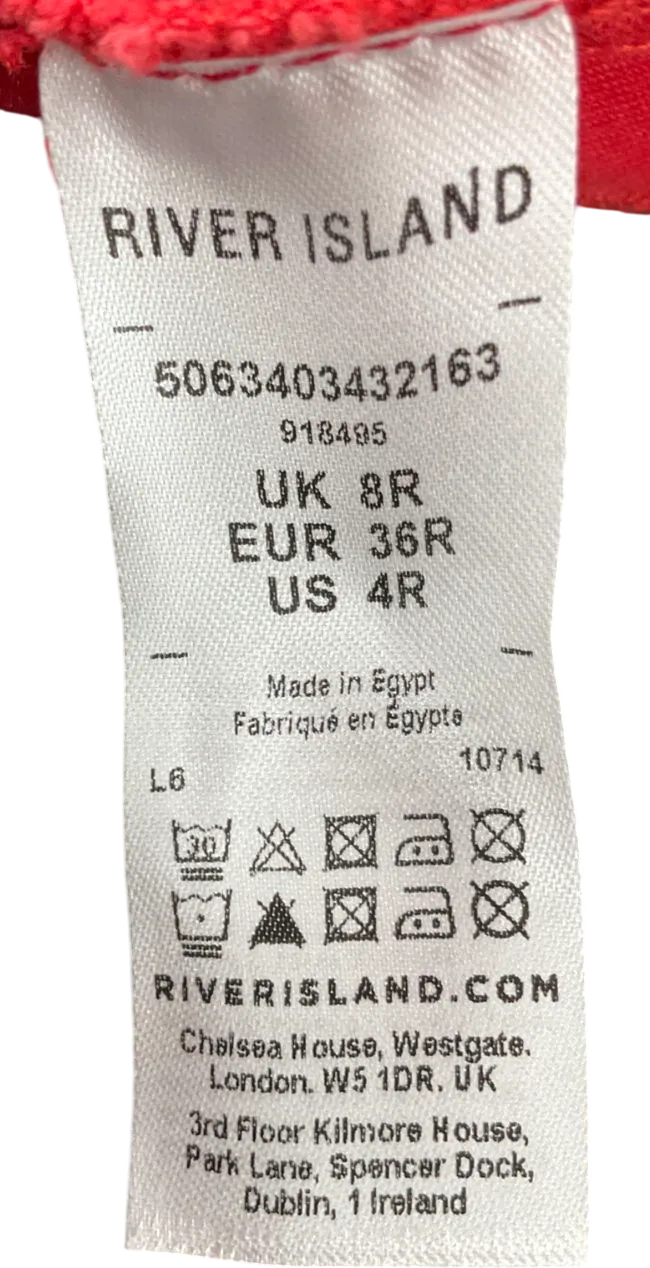 RIVER ISLAND
5063403432163
918495
UK 8R
EUR 36R
US 4R
Made in Egypt
Fabriqué en Égypte
L6 10714
30
RIVERISLAND.COM
Chelsea House, Westgate.
London. W5 1DR. UK
3rd Floor Kilmore House,
Park Lane, Spencer Dock,
Dublin, 1 Ireland